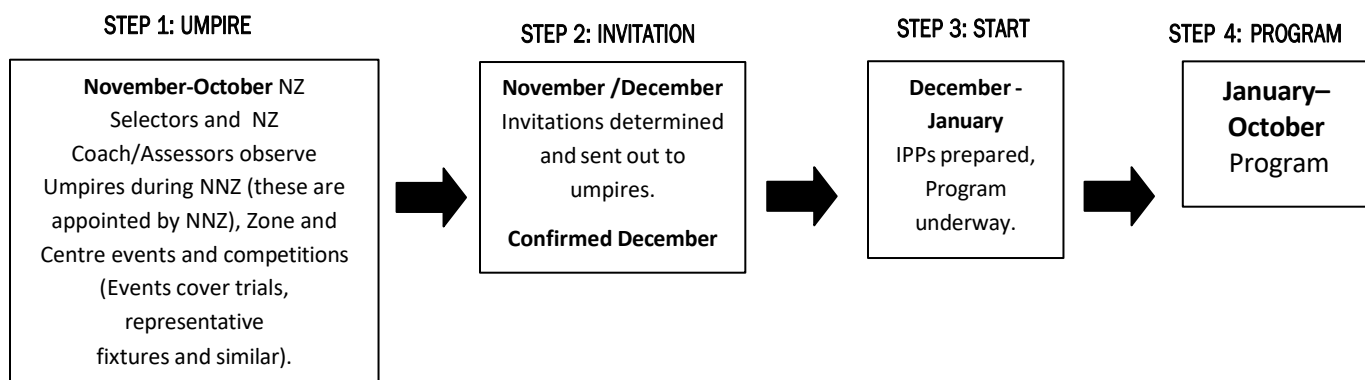 STEP 1: UMPIRE
November-October NZ
Selectors and NZ
Coach/Assessors observe
Umpires during NNZ (these are
appointed by NNZ), Zone and
Centre events and competitions
(Events cover trials,
representative
fixtures and similar).
STEP 2: INVITATION
November /December
Invitations determined
and sent out to
umpires.
Confirmed December
STEP 3: START
December -
January
IPPs prepared,
Program
underway.
STEP 4: PROGRAM
January–
October
Program